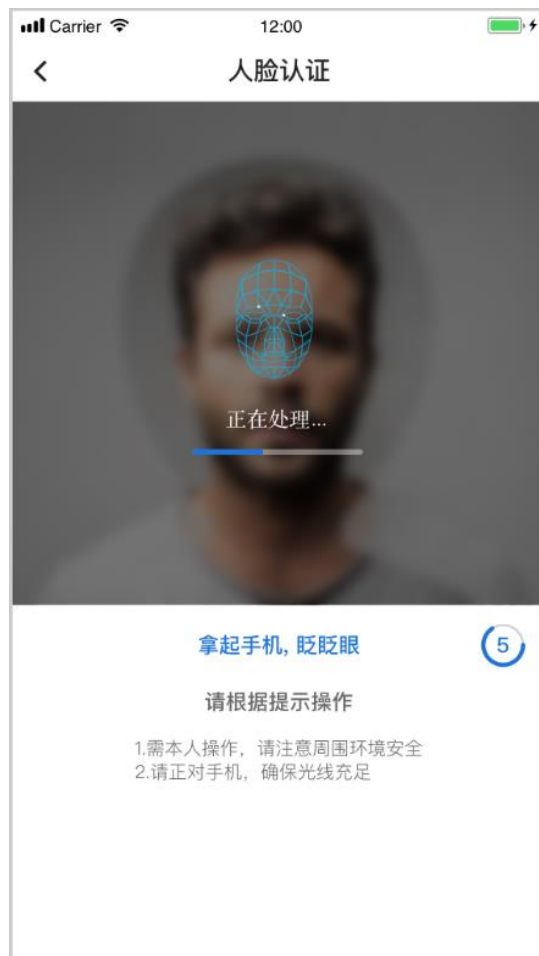 Carrier 12:00
人脸认证
正在处理...
拿起手机, 眨眨眼 5
请根据提示操作
1.需本人操作，请注意周围环境安全
2.请正对手机，确保光线充足